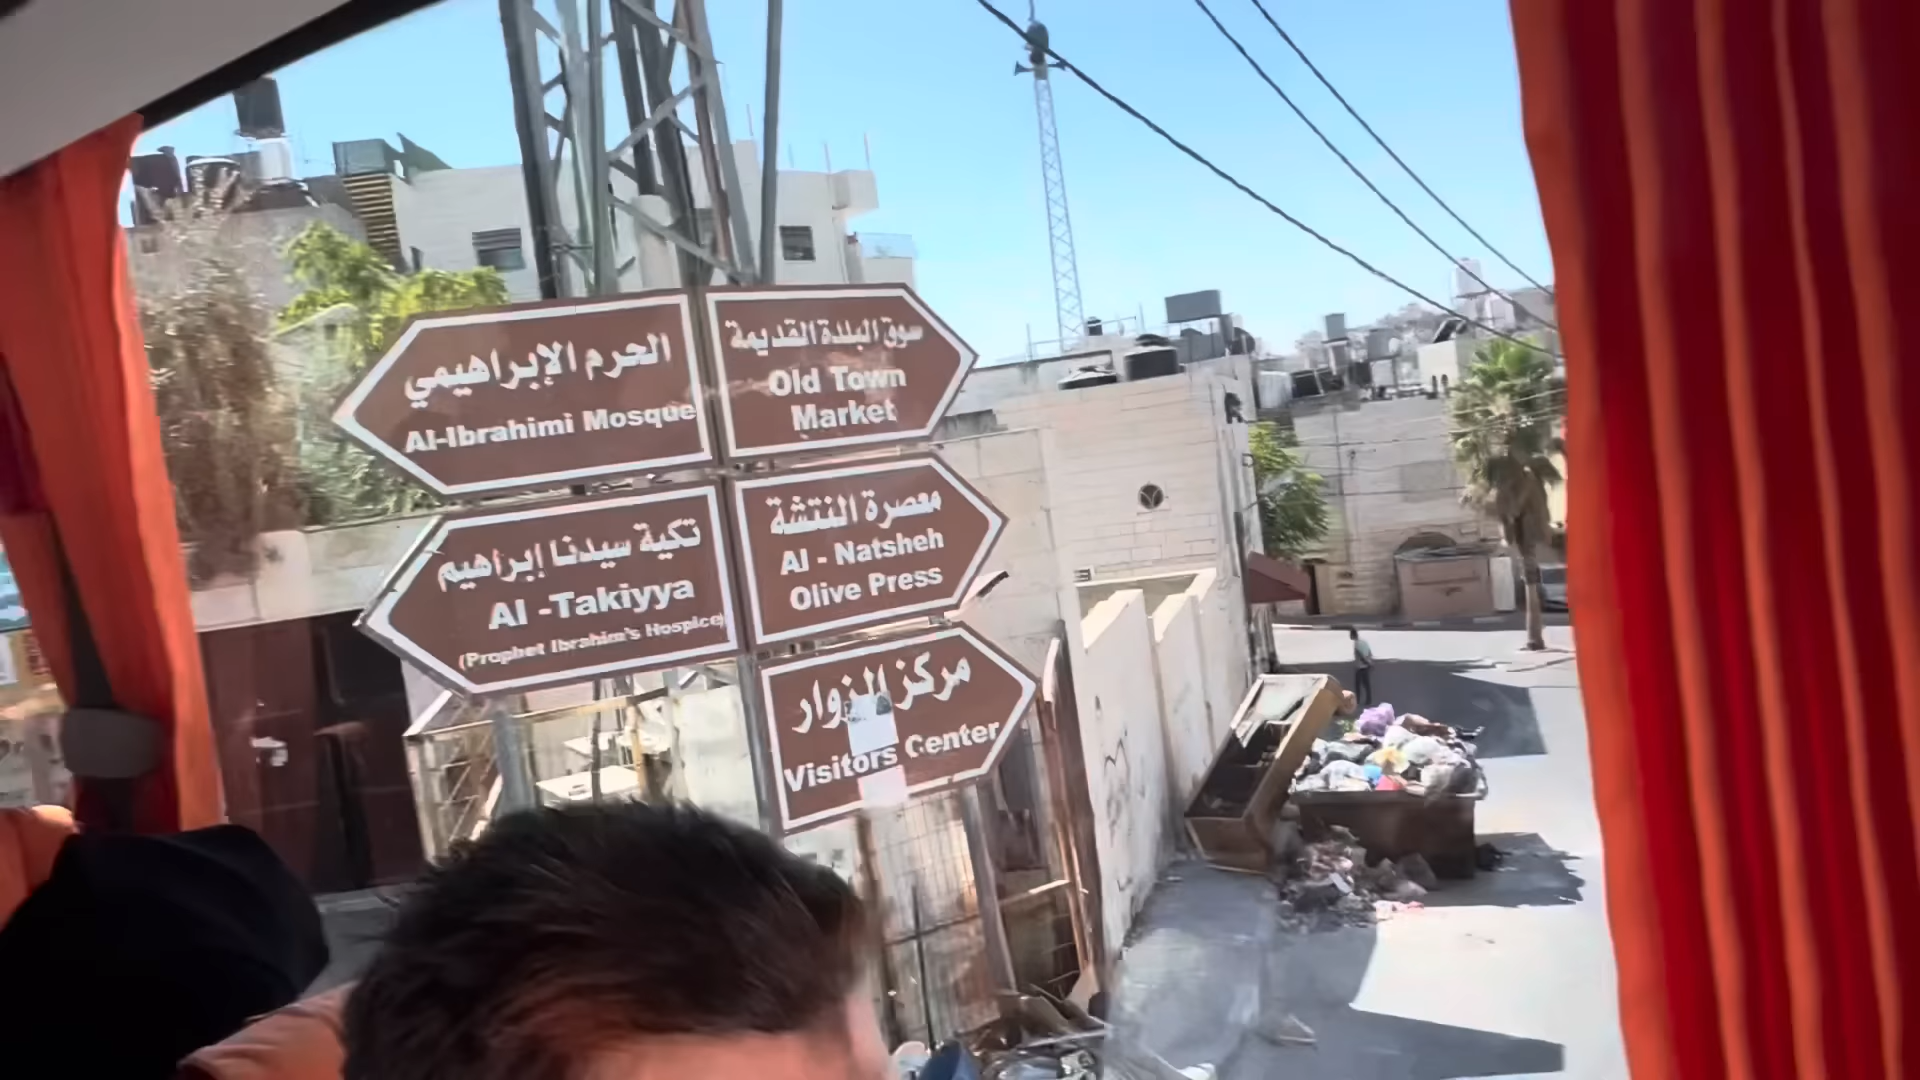 الحرم الإبراهيمي
Al-Ibrahimi Mosque
تكية سيدنا إبراهيم
Al -Takiyya
(Prophet Ibrahim's Hospice)
سوق البلدة القديمة
Old Town
Market
معصرة النتشة
Al - Natsheh
Olive Press
مركز الزوار
Visitors Center